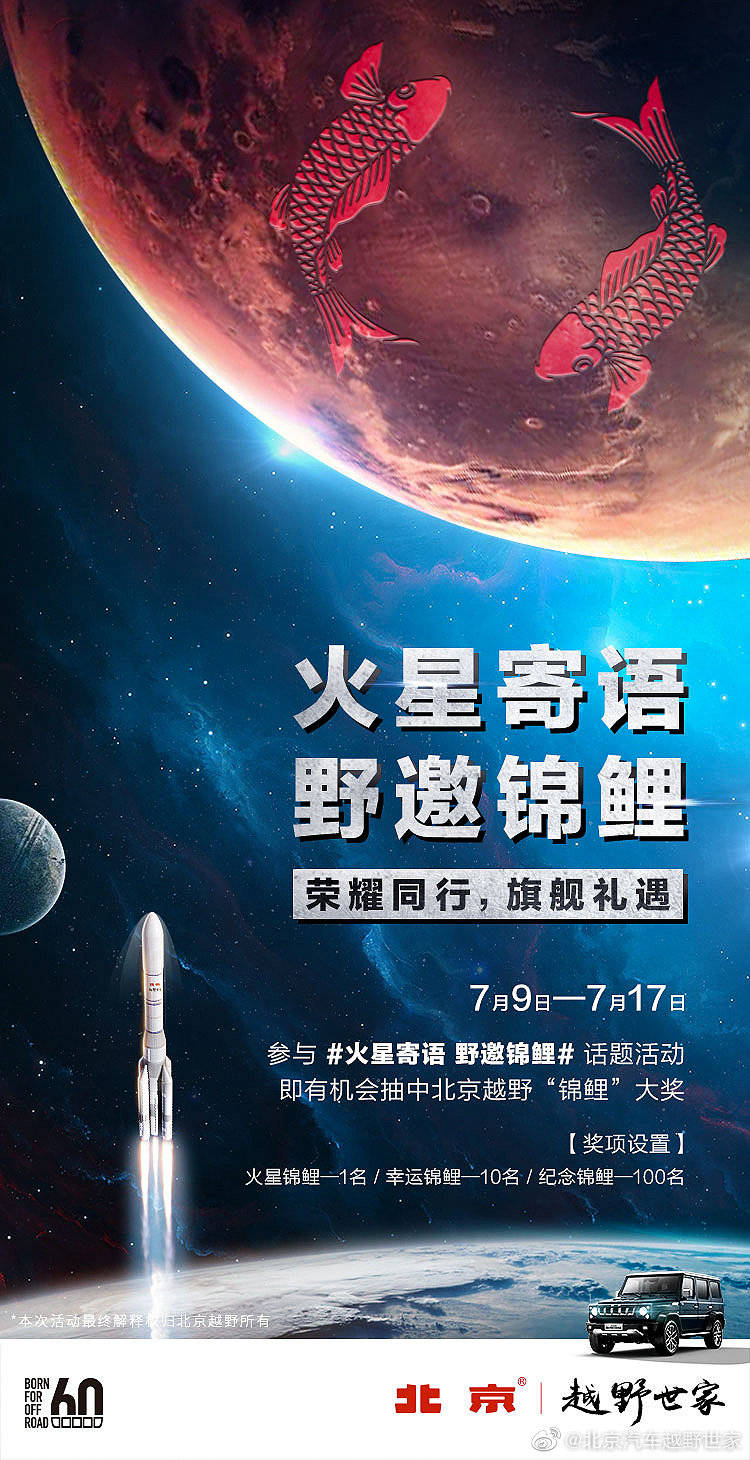 火星寄语
野邀锦鲤
荣耀同行，旗舰礼遇
7月9日—7月17日
参与 #火星寄语 野邀锦鲤# 话题活动
即有机会抽中北京越野“锦鲤”大奖
【奖项设置】
火星锦鲤—1名 / 幸运锦鲤—10名 / 纪念锦鲤—100名
*本次活动最终解释权归北京越野所有
BORN
FOR
OFF
ROAD
60
北京®
越野世家
@北京汽车越野世家